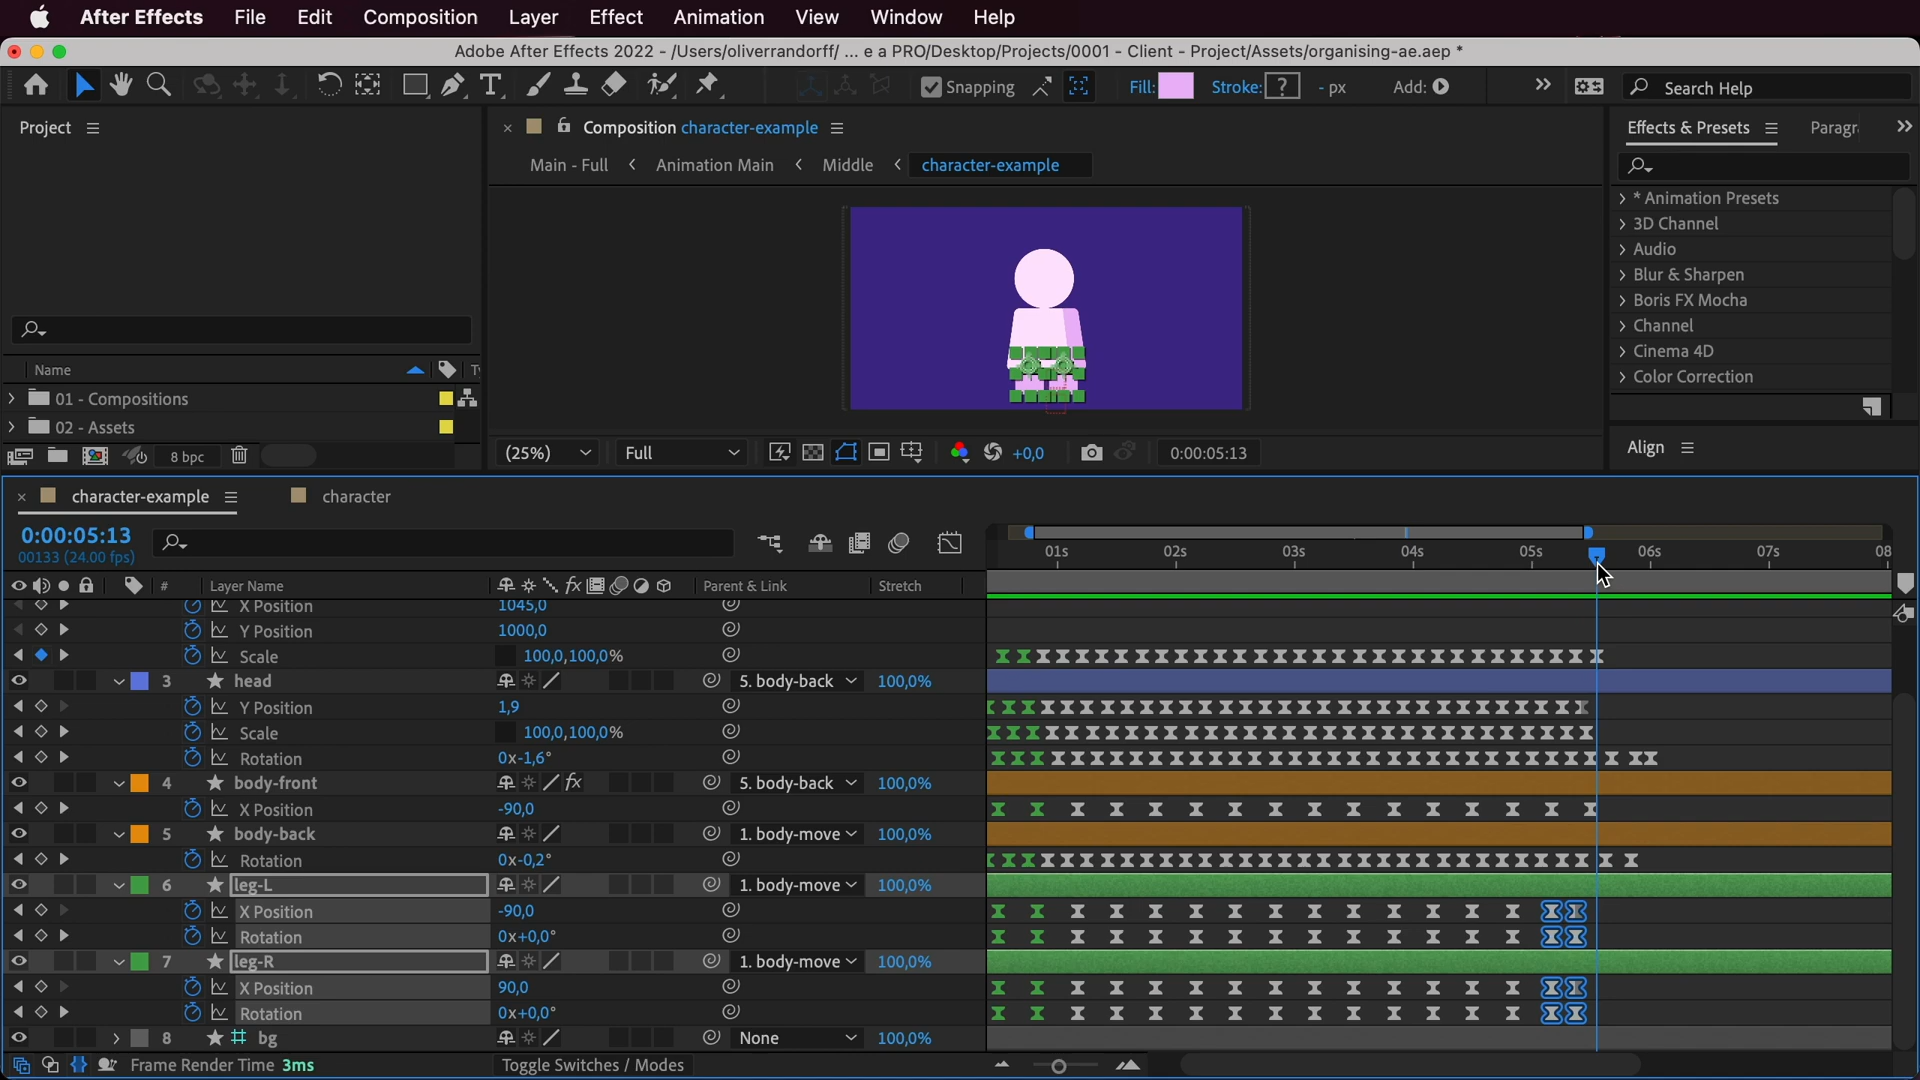 After Effects File Edit Composition Layer Effect Animation View Window Help
Adobe After Effects 2022 - /Users/oliverrandorff/ ... e a PRO/Desktop/Projects/0001 - Client - Project/Assets/organising-ae.aep *
Snapping Fill: Stroke: ? - px Add: Search Help
Project
Composition character-example
Effects & Presets Paragr
Main - Full < Animation Main < Middle < character-example
* Animation Presets
3D Channel
Audio
Blur & Sharpen
Boris FX Mocha
Channel
Cinema 4D
Color Correction
Name Ty
01 - Compositions
02 - Assets
8 bpc
(25%) Full +0,0 0:00:05:13
Align
character-example character
0:00:05:13
00133 (24.00 fps)
01s 02s 03s 04s 05s 06s 07s 08
# Layer Name fx Parent & Link Stretch
X Position 1045,0
Y Position 1000,0
Scale 100,0,100,0%
3 head 5. body-back 100,0%
Y Position 1,9
Scale 100,0,100,0%
Rotation 0x-1,6°
4 body-front fx 5. body-back 100,0%
X Position -90,0
5 body-back 1. body-move 100,0%
Rotation 0x-0,2°
6 leg-L 1. body-move 100,0%
X Position -90,0
Rotation 0x+0,0°
7 leg-R 1. body-move 100,0%
X Position 90,0
Rotation 0x+0,0°
8 bg None 100,0%
Frame Render Time 3ms Toggle Switches / Modes